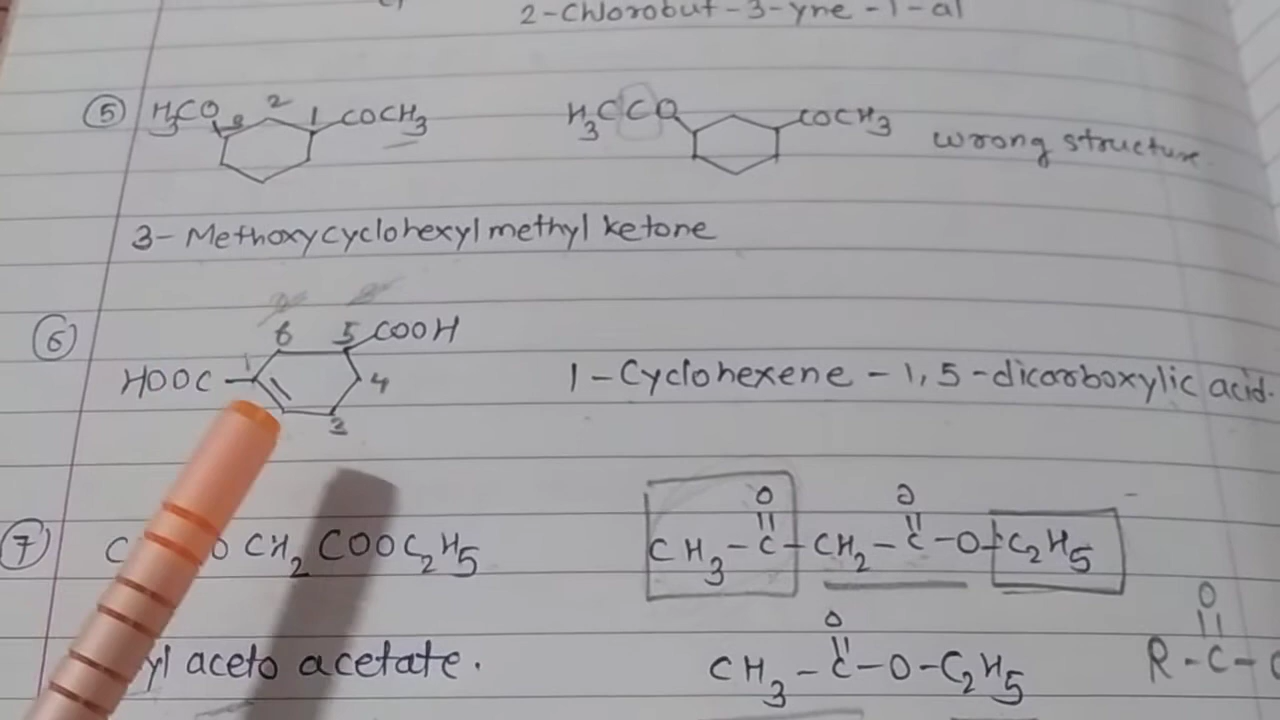 2-Chlorobut-3-yne-1-al
⑤ H3CO 3 2 1 COCH3 H3CCO COCH3 wrong structure
3-Methoxycyclohexyl methyl ketone
⑥ HOOC 1 6 5 COOH 4 3 1-Cyclohexene-1,5-dicarboxylic acid.
O O
⑦ C O CH2 COOC2H5 CH3-C-CH2-C-O-C2H5
O O
yl aceto acetate. CH3-C-O-C2H5 R-C-